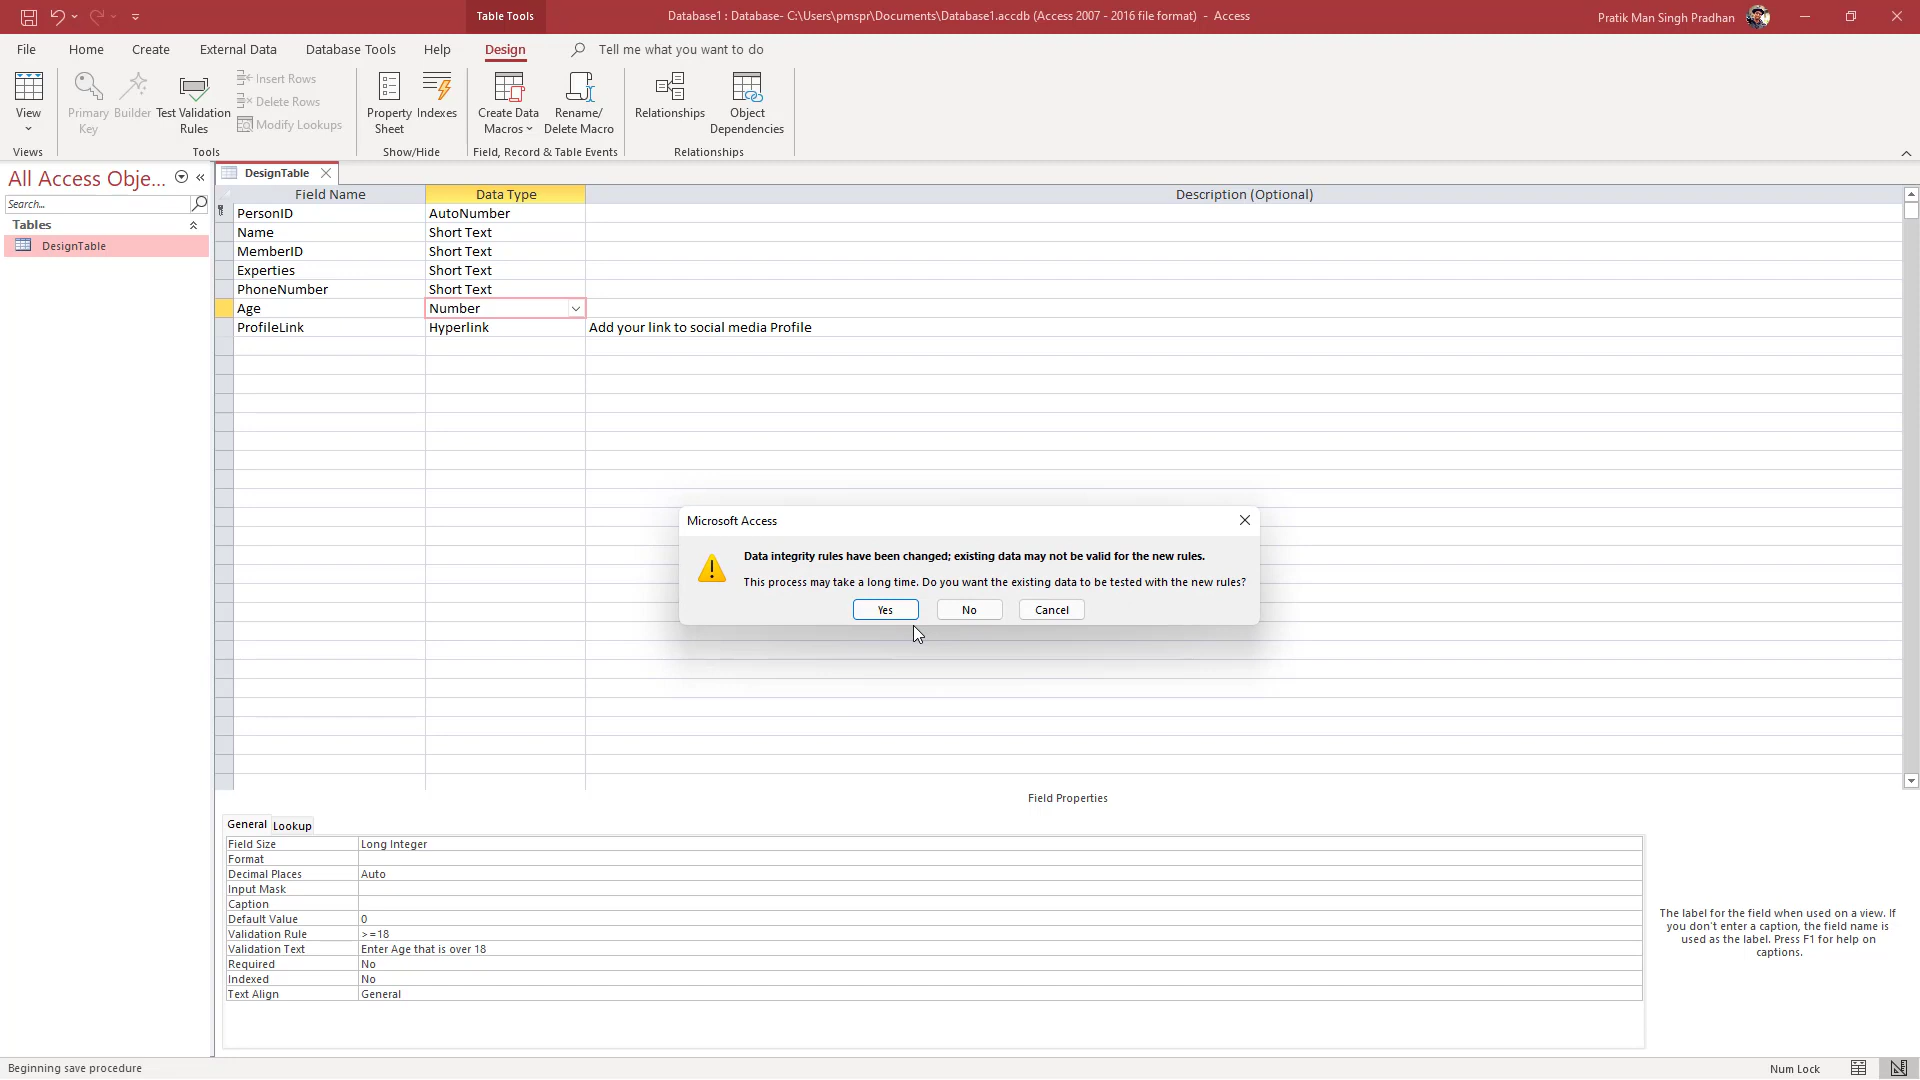 Table Tools
Database1 : Database- C:\Users\pmspr\Documents\Database1.accdb (Access 2007 - 2016 file format) - Access
Pratik Man Singh Pradhan
File
Home
Create
External Data
Database Tools
Help
Design
Tell me what you want to do
View
Primary Key
Builder
Test Validation Rules
Insert Rows
Delete Rows
Modify Lookups
Property Sheet
Indexes
Create Data Macros
Rename/ Delete Macro
Relationships
Object Dependencies
Views
Tools
Show/Hide
Field, Record & Table Events
Relationships
All Access Obje...
Search...
Tables
DesignTable
DesignTable
Field Name Data Type Description (Optional)
PersonID AutoNumber
Name Short Text
MemberID Short Text
Experties Short Text
PhoneNumber Short Text
Age Number
ProfileLink Hyperlink Add your link to social media Profile
Microsoft Access
Data integrity rules have been changed; existing data may not be valid for the new rules.
This process may take a long time. Do you want the existing data to be tested with the new rules?
Yes No Cancel
Field Properties
General Lookup
Field Size Long Integer
Format
Decimal Places Auto
Input Mask
Caption
Default Value 0
Validation Rule >=18
Validation Text Enter Age that is over 18
Required No
Indexed No
Text Align General
The label for the field when used on a view. If
you don't enter a caption, the field name is
used as the label. Press F1 for help on
captions.
Beginning save procedure
Num Lock